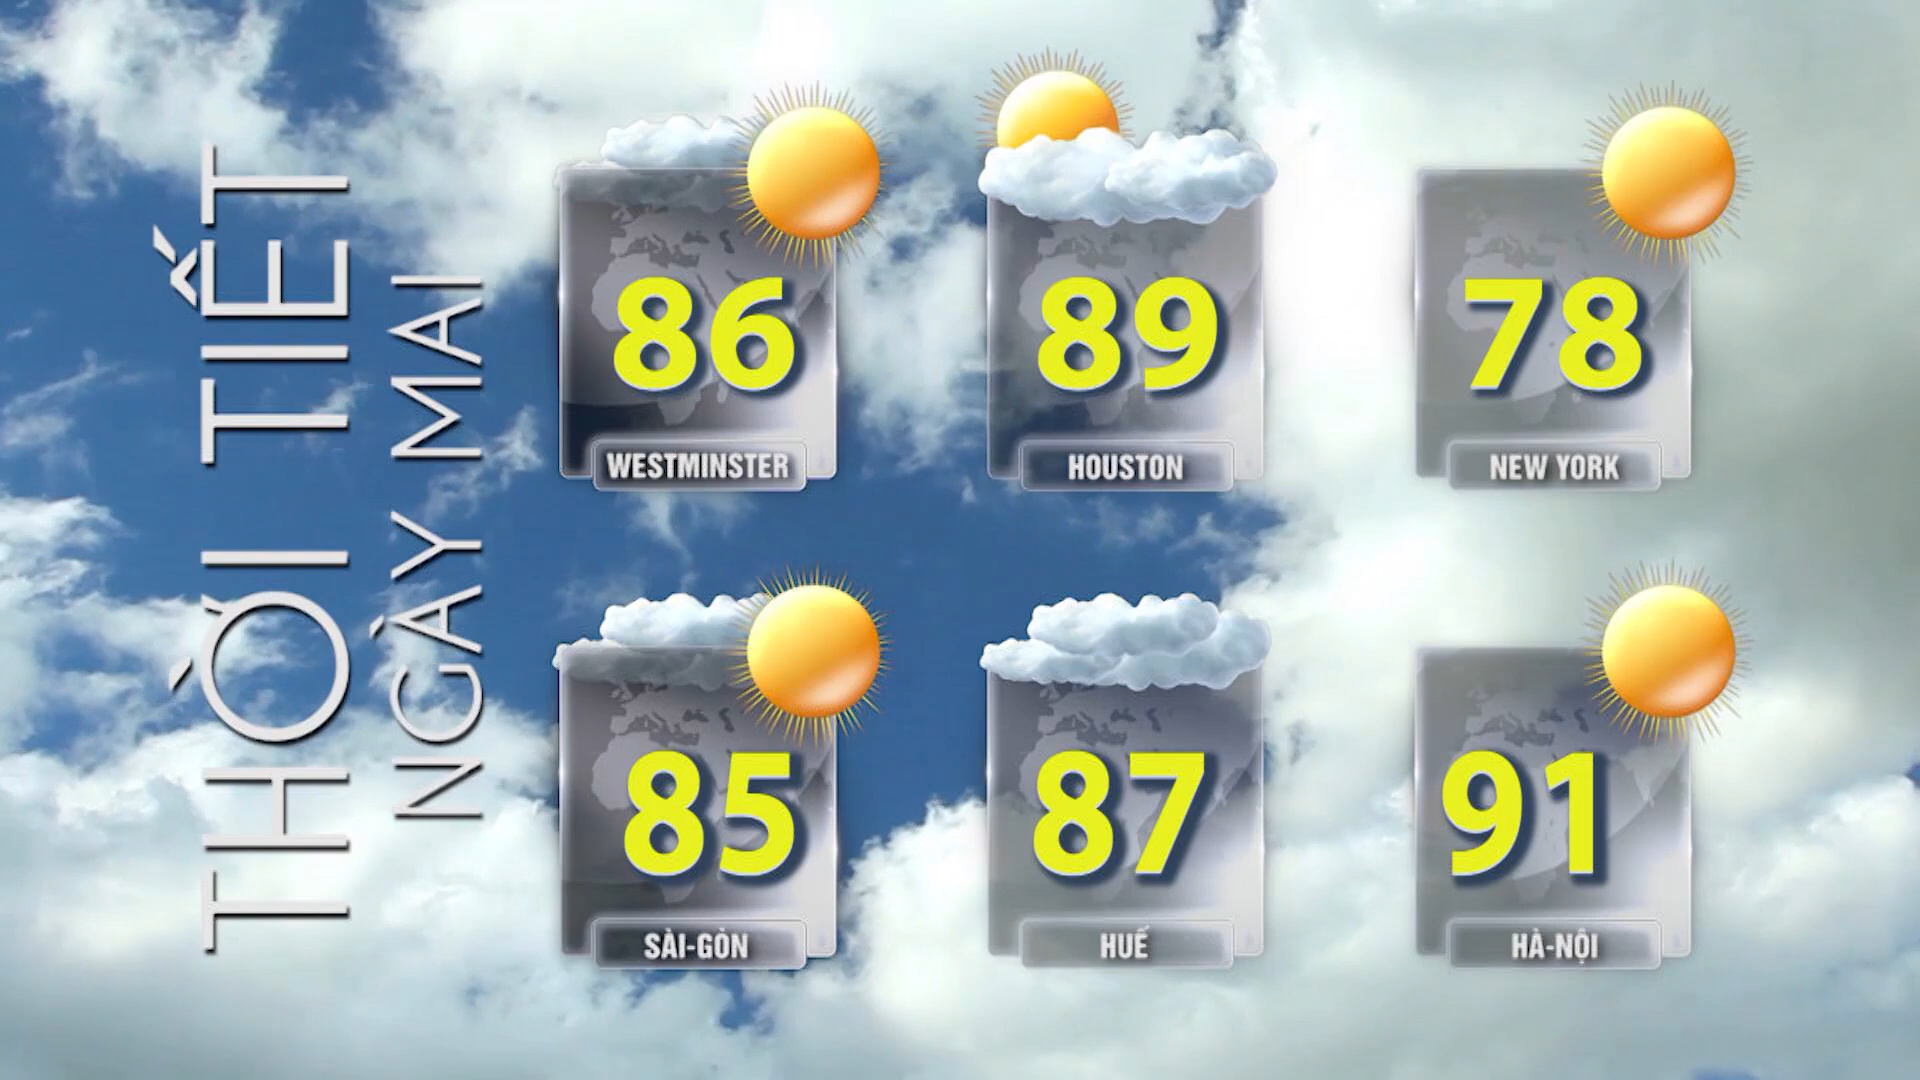 THỜI TIẾT
NGÀY MAI
86
89
78
WESTMINSTER
HOUSTON
NEW YORK
85
87
91
SÀI-GÒN
HUẾ
HÀ-NỘI